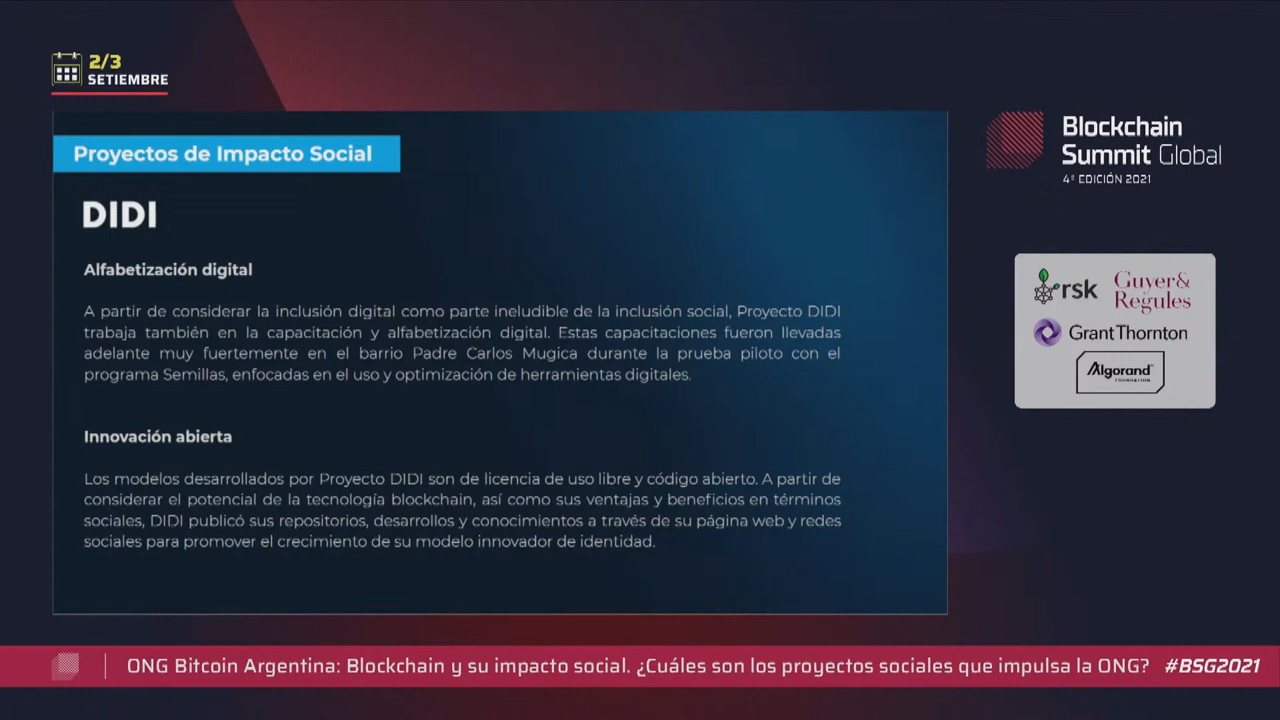 2/3
SETIEMBRE
Proyectos de Impacto Social
DIDI
Alfabetización digital
A partir de considerar la inclusión digital como parte ineludible de la inclusión social, Proyecto DIDI
trabaja también en la capacitación y alfabetización digital. Estas capacitaciones fueron llevadas
adelante muy fuertemente en el barrio Padre Carlos Mugica durante la prueba piloto con el
programa Semillas, enfocadas en el uso y optimización de herramientas digitales.
Innovación abierta
Los modelos desarrollados por Proyecto DIDI son de licencia de uso libre y código abierto. A partir de
considerar el potencial de la tecnología blockchain, así como sus ventajas y beneficios en términos
sociales, DIDI publicó sus repositorios, desarrollos y conocimientos a través de su página web y redes
sociales para promover el crecimiento de su modelo innovador de identidad.
Blockchain
Summit Global
4ª EDICIÓN 2021
rsk
Guyer&
Regules
GrantThornton
Algorand
FOUNDATION
ONG Bitcoin Argentina: Blockchain y su impacto social. ¿Cuáles son los proyectos sociales que impulsa la ONG? #BSG2021